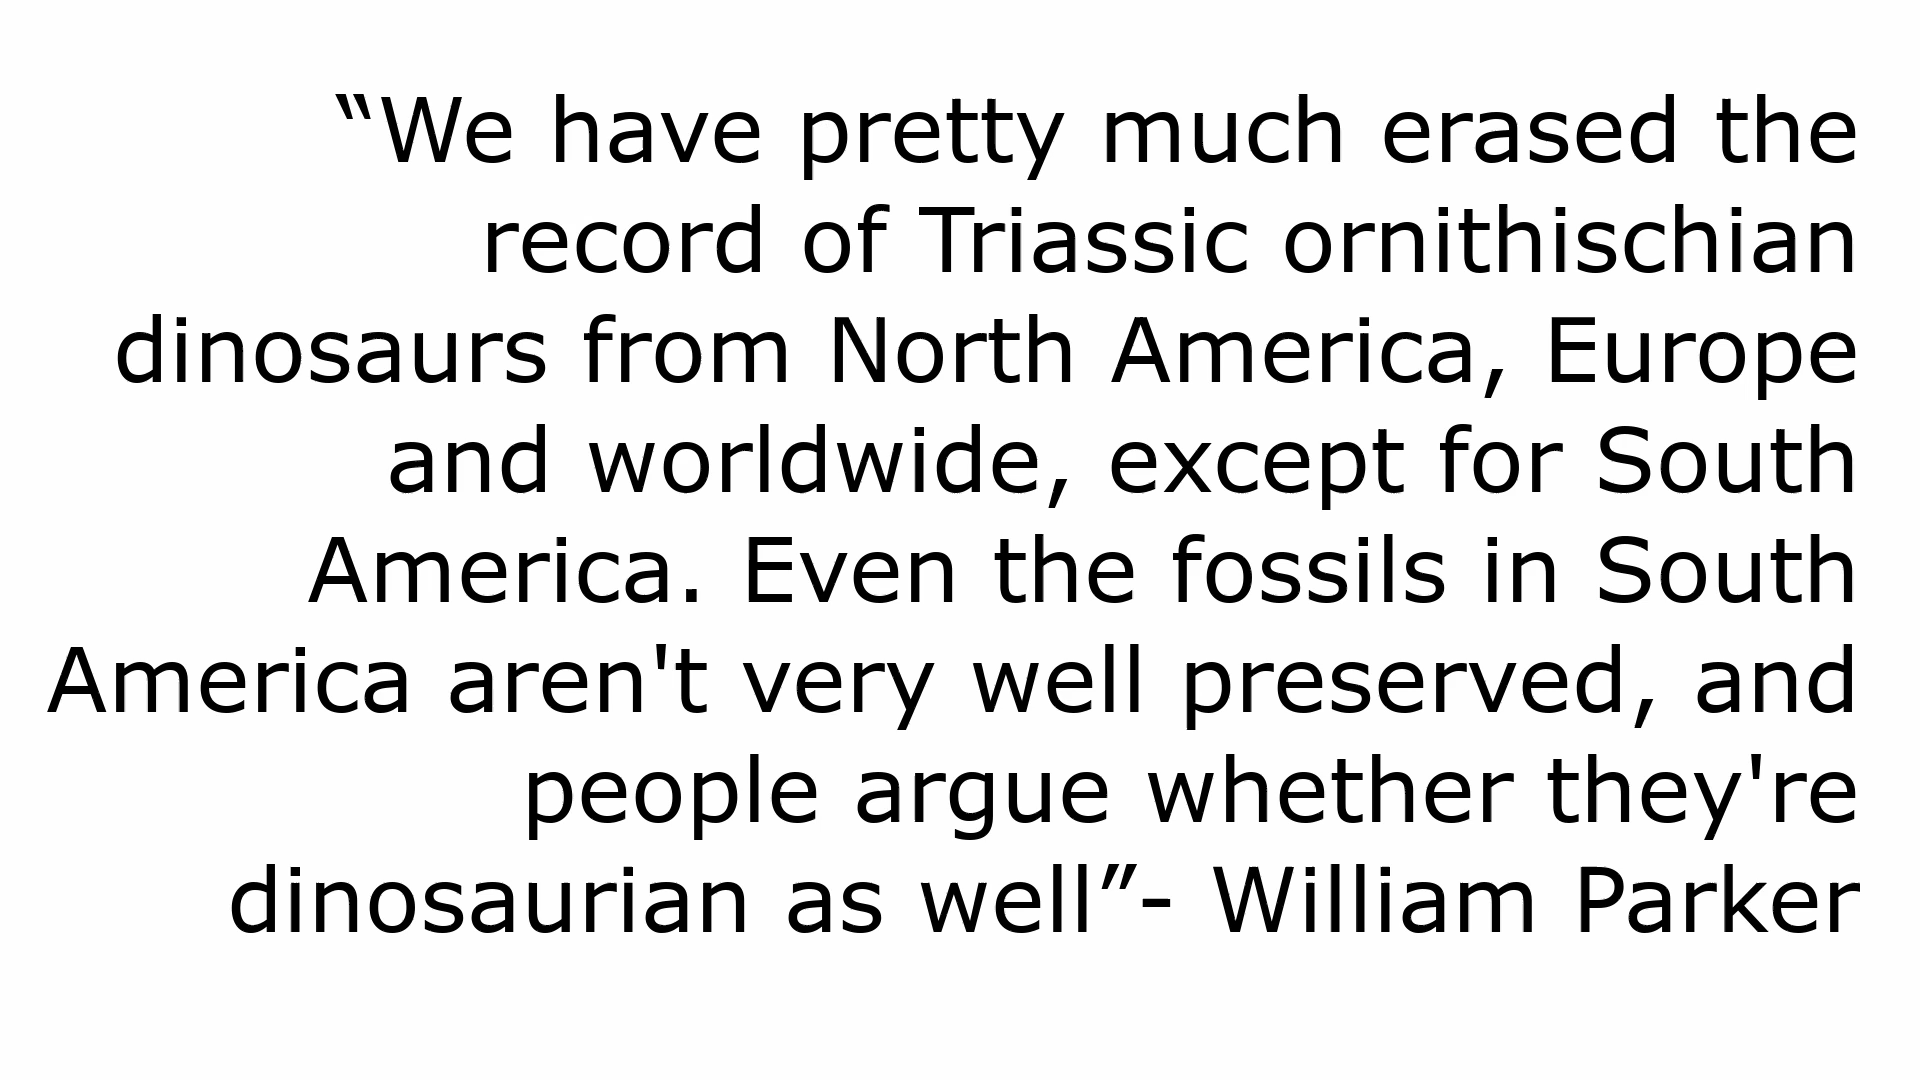 “We have pretty much erased the
record of Triassic ornithischian
dinosaurs from North America, Europe
and worldwide, except for South
America. Even the fossils in South
America aren't very well preserved, and
people argue whether they're
dinosaurian as well”- William Parker